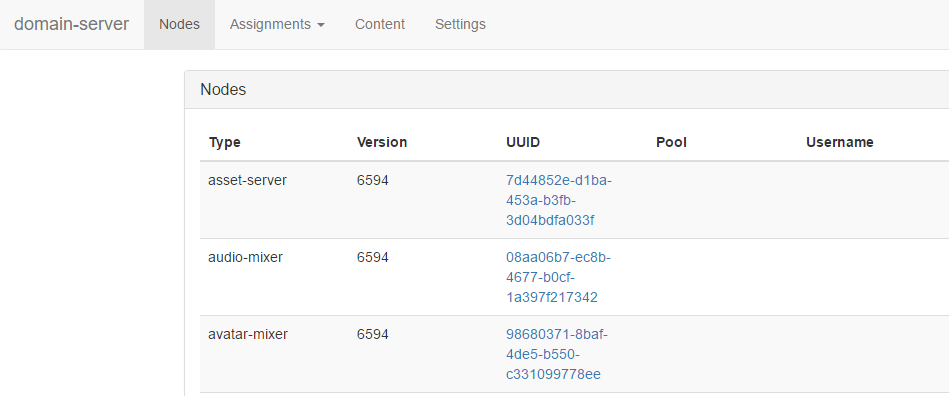 domain-server Nodes Assignments Content Settings
Nodes
Type Version UUID Pool Username
asset-server 6594 7d44852e-d1ba-
453a-b3fb-
3d04bdfa033f
audio-mixer 6594 08aa06b7-ec8b-
4677-b0cf-
1a397f217342
avatar-mixer 6594 98680371-8baf-
4de5-b550-
c331099778ee